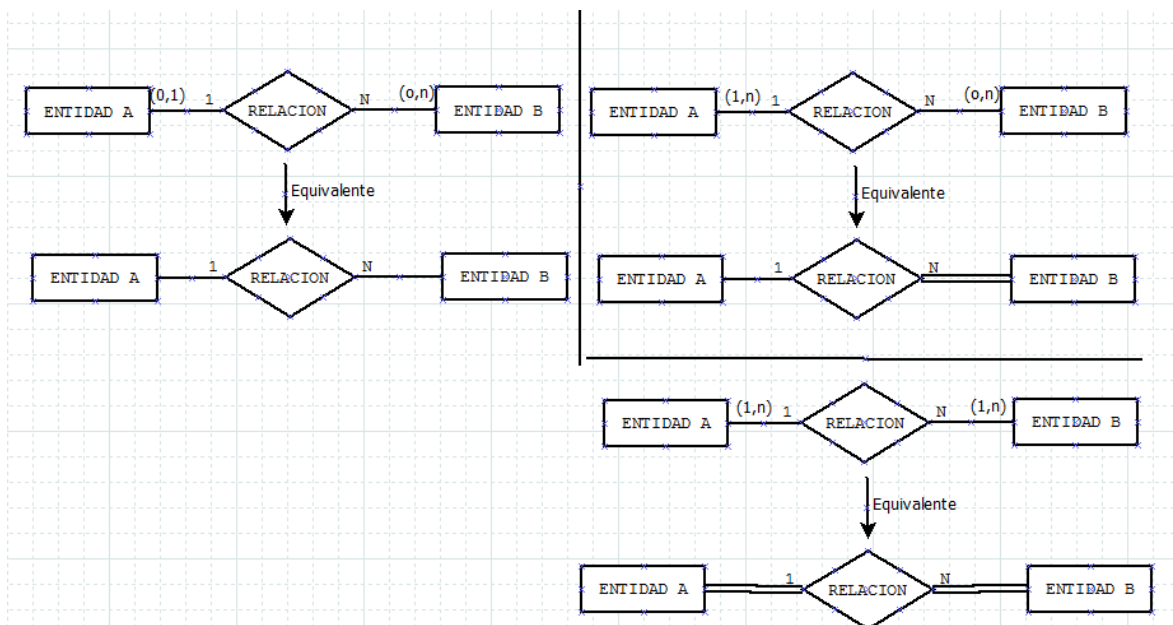 ENTIDAD A (0,1) 1 RELACION N (o,n) ENTIDAD B
Equivalente
ENTIDAD A 1 RELACION N ENTIDAD B
ENTIDAD A (1,n) 1 RELACION N (o,n) ENTIDAD B
Equivalente
ENTIDAD A 1 RELACION N ENTIDAD B
ENTIDAD A (1,n) 1 RELACION N (1,n) ENTIDAD B
Equivalente
ENTIDAD A 1 RELACION N ENTIDAD B